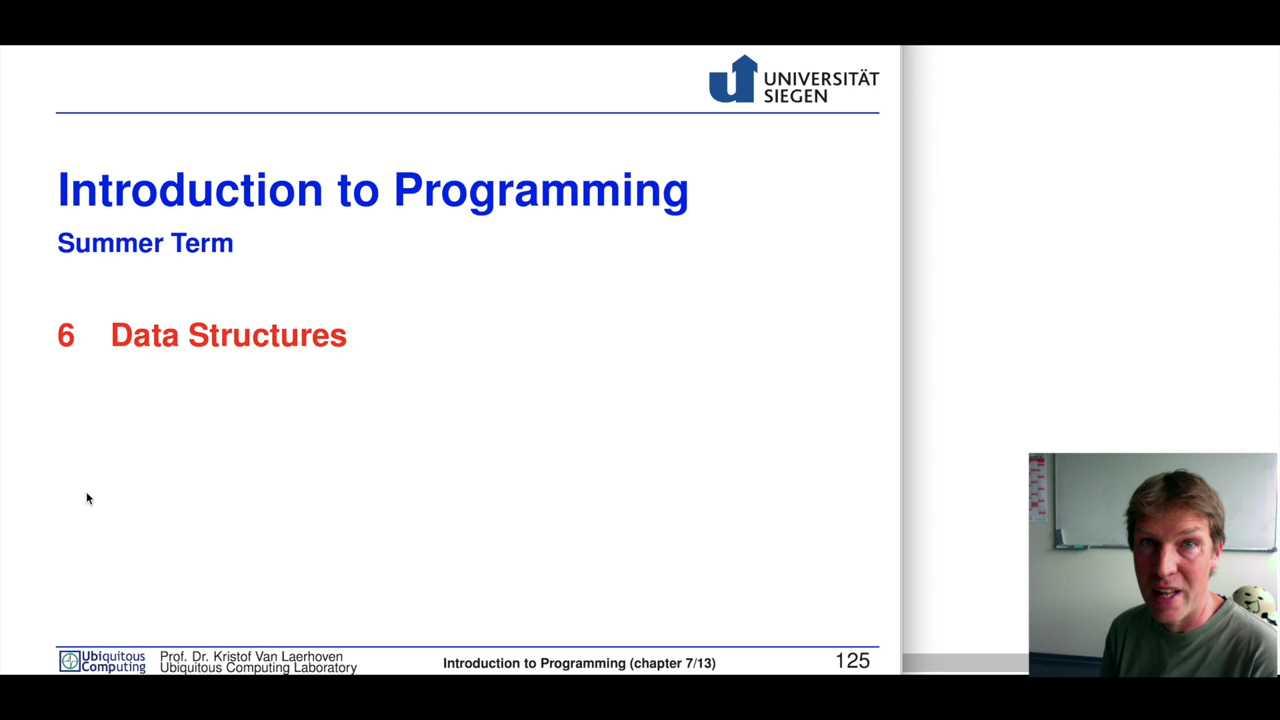 UNIVERSITÄT
SIEGEN
Introduction to Programming
Summer Term
6 Data Structures
Ubiquitous
Computing
Prof. Dr. Kristof Van Laerhoven
Ubiquitous Computing Laboratory
Introduction to Programming (chapter 7/13)
125